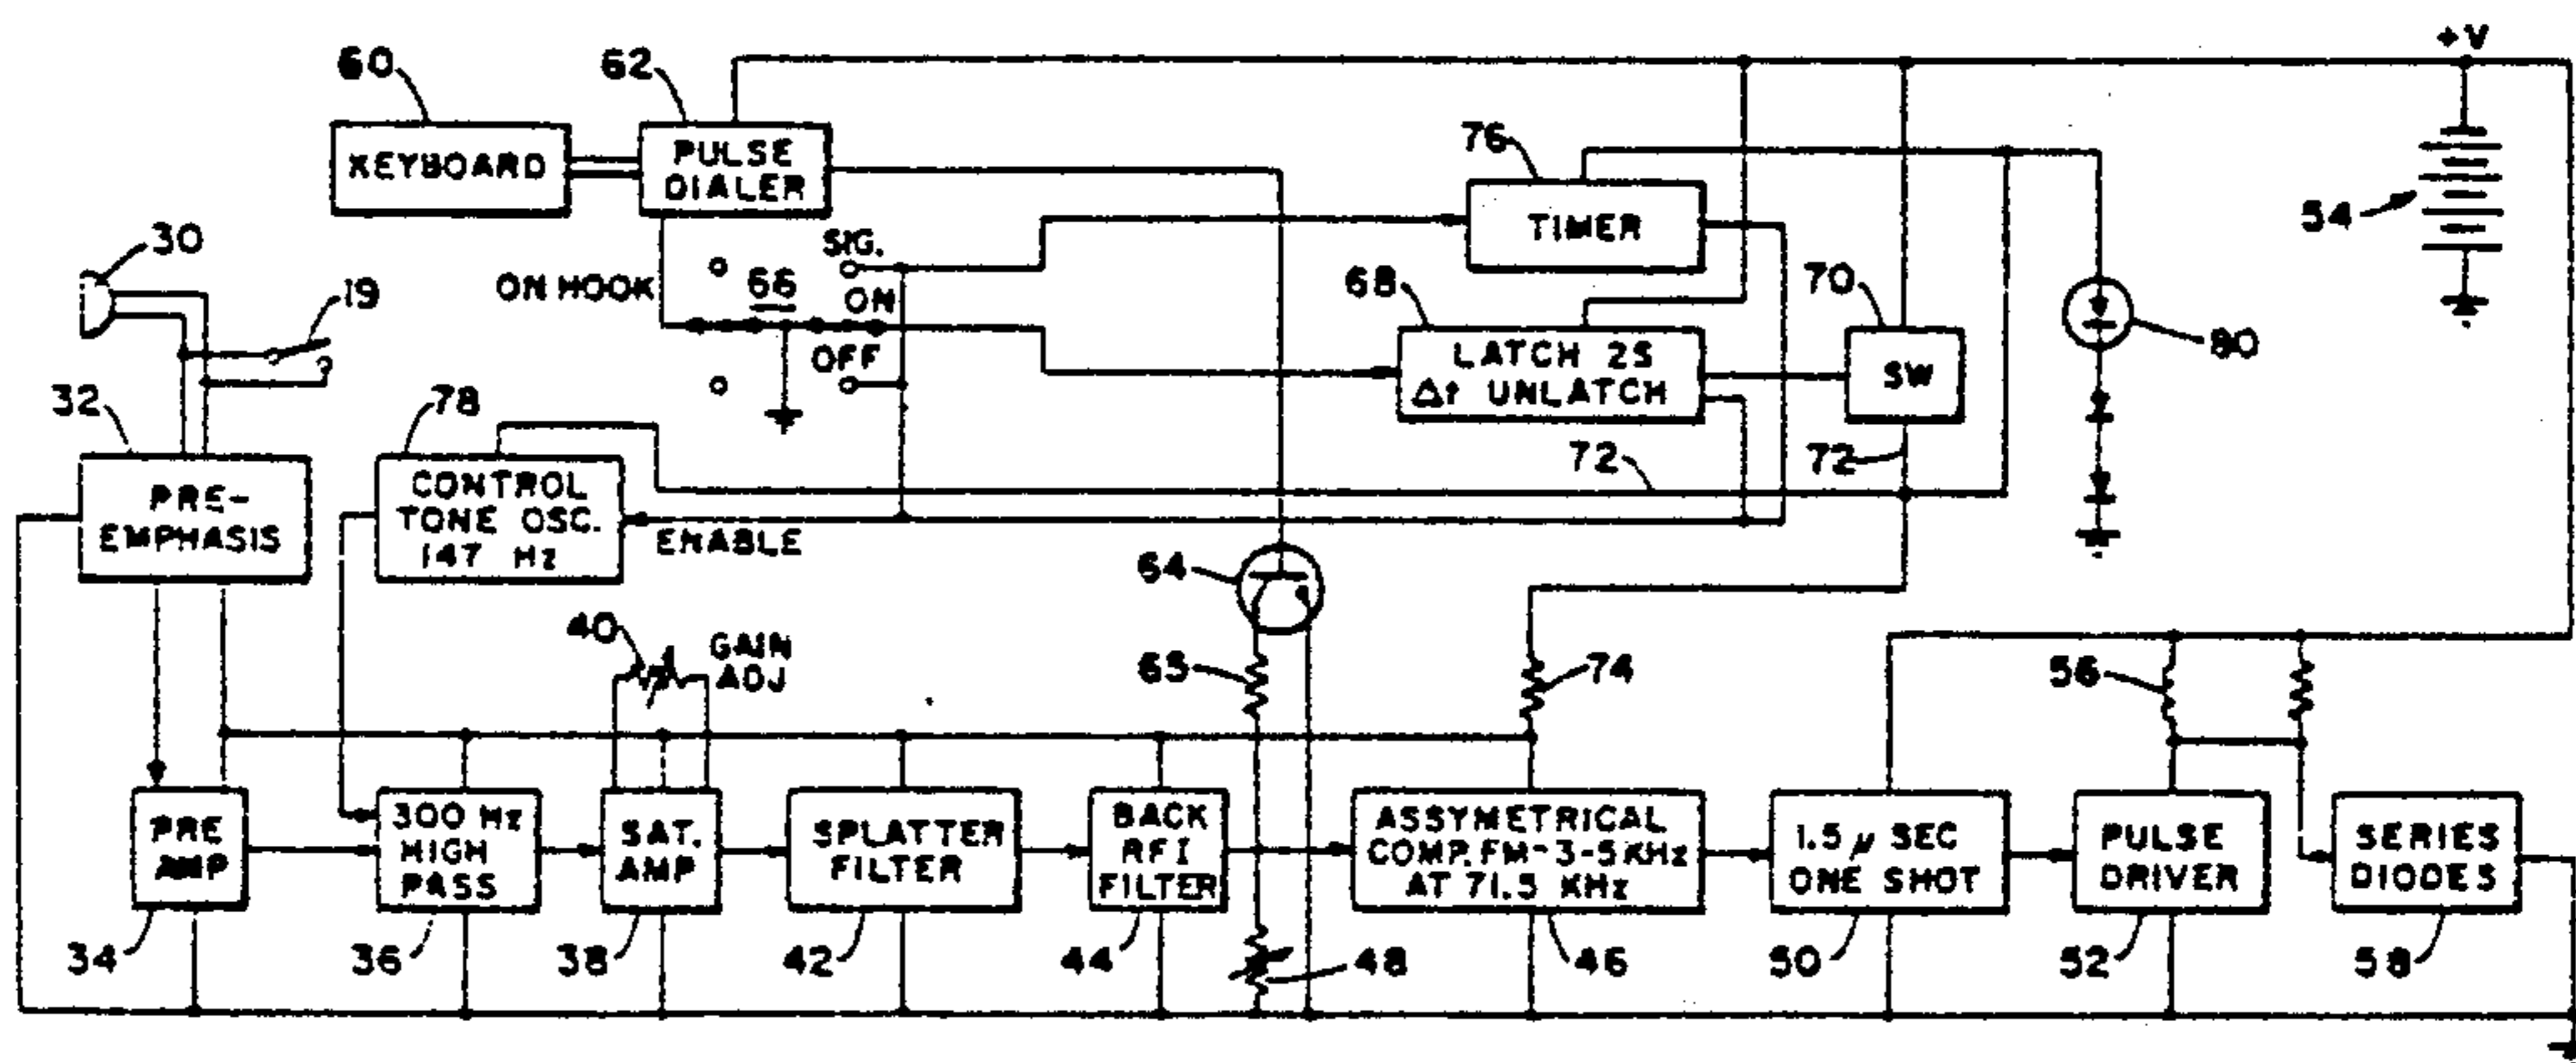 +V
60
62
KEYBOARD
PULSE
DIALER
76
TIMER
54
30
19
ON HOOK
66
SIG.
ON
OFF
68
LATCH 2S
Δt UNLATCH
70
SW
80
32
78
72
72
PRE-
EMPHASIS
CONTROL
TONE OSC.
147 Hz
ENABLE
64
40
GAIN
ADJ
65
74
56
PRE
AMP
300 Hz
HIGH
PASS
SAT.
AMP
SPLATTER
FILTER
BACK
RFI
FILTER
ASSYMETRICAL
COMP. FM-3-5KHz
AT 71.5 KHz
1.5 μ SEC
ONE SHOT
PULSE
DRIVER
SERIES
DIODES
34
36
38
42
44
48
46
50
52
58